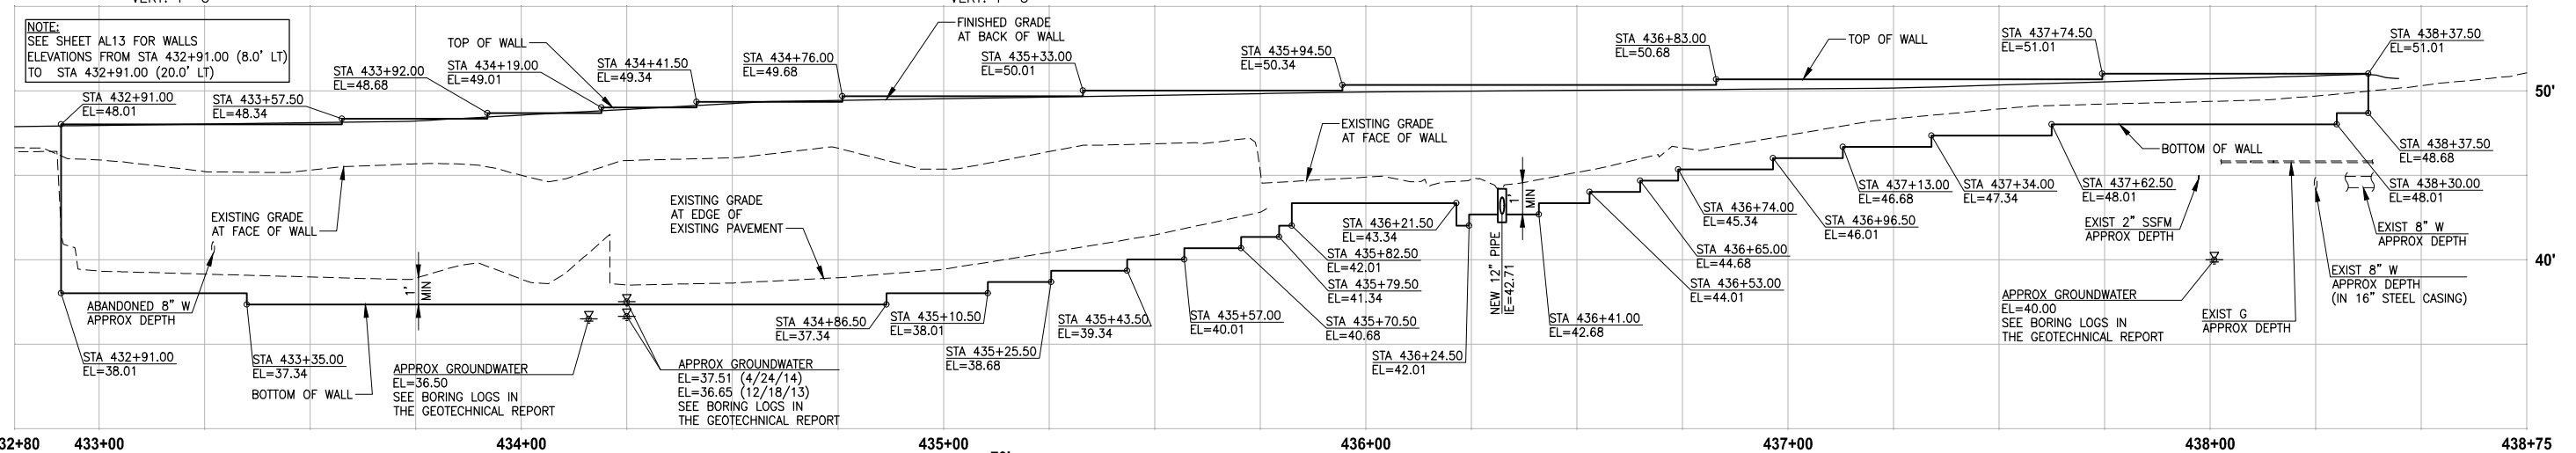 NOTE:
SEE SHEET AL13 FOR WALLS
ELEVATIONS FROM STA 432+91.00 (8.0' LT)
TO STA 432+91.00 (20.0' LT)
TOP OF WALL
FINISHED GRADE
AT BACK OF WALL
STA 432+91.00
EL=48.01
STA 433+57.50
EL=48.34
STA 433+92.00
EL=48.68
STA 434+19.00
EL=49.01
STA 434+41.50
EL=49.34
STA 434+76.00
EL=49.68
STA 435+33.00
EL=50.01
STA 435+94.50
EL=50.34
STA 436+83.00
EL=50.68
TOP OF WALL
STA 437+74.50
EL=51.01
STA 438+37.50
EL=51.01
50'
EXISTING GRADE
AT FACE OF WALL
EXISTING GRADE
AT FACE OF WALL
EXISTING GRADE
AT EDGE OF
EXISTING PAVEMENT
BOTTOM OF WALL
STA 438+37.50
EL=48.68
STA 438+30.00
EL=48.01
STA 437+62.50
EL=48.01
STA 437+34.00
EL=47.34
STA 437+13.00
EL=46.68
STA 436+96.50
EL=46.01
STA 436+74.00
EL=45.34
STA 436+65.00
EL=44.68
STA 436+53.00
EL=44.01
STA 436+41.00
EL=42.68
1'
MIN
NEW 12" PIPE
IE=42.71
STA 436+21.50
EL=43.34
STA 436+24.50
EL=42.01
STA 435+82.50
EL=42.01
STA 435+79.50
EL=41.34
STA 435+70.50
EL=40.68
STA 435+57.00
EL=40.01
STA 435+43.50
EL=39.34
STA 435+25.50
EL=38.68
STA 435+10.50
EL=38.01
STA 434+86.50
EL=37.34
1'
MIN
ABANDONED 8" W
APPROX DEPTH
STA 432+91.00
EL=38.01
STA 433+35.00
EL=37.34
BOTTOM OF WALL
APPROX GROUNDWATER
EL=36.50
SEE BORING LOGS IN
THE GEOTECHNICAL REPORT
APPROX GROUNDWATER
EL=37.51 (4/24/14)
EL=36.65 (12/18/13)
SEE BORING LOGS IN
THE GEOTECHNICAL REPORT
EXIST 2" SSFM
APPROX DEPTH
EXIST 8" W
APPROX DEPTH
40'
EXIST 8" W
APPROX DEPTH
(IN 16" STEEL CASING)
APPROX GROUNDWATER
EL=40.00
SEE BORING LOGS IN
THE GEOTECHNICAL REPORT
EXIST G
APPROX DEPTH
32+80
433+00
434+00
435+00
436+00
437+00
438+00
438+75